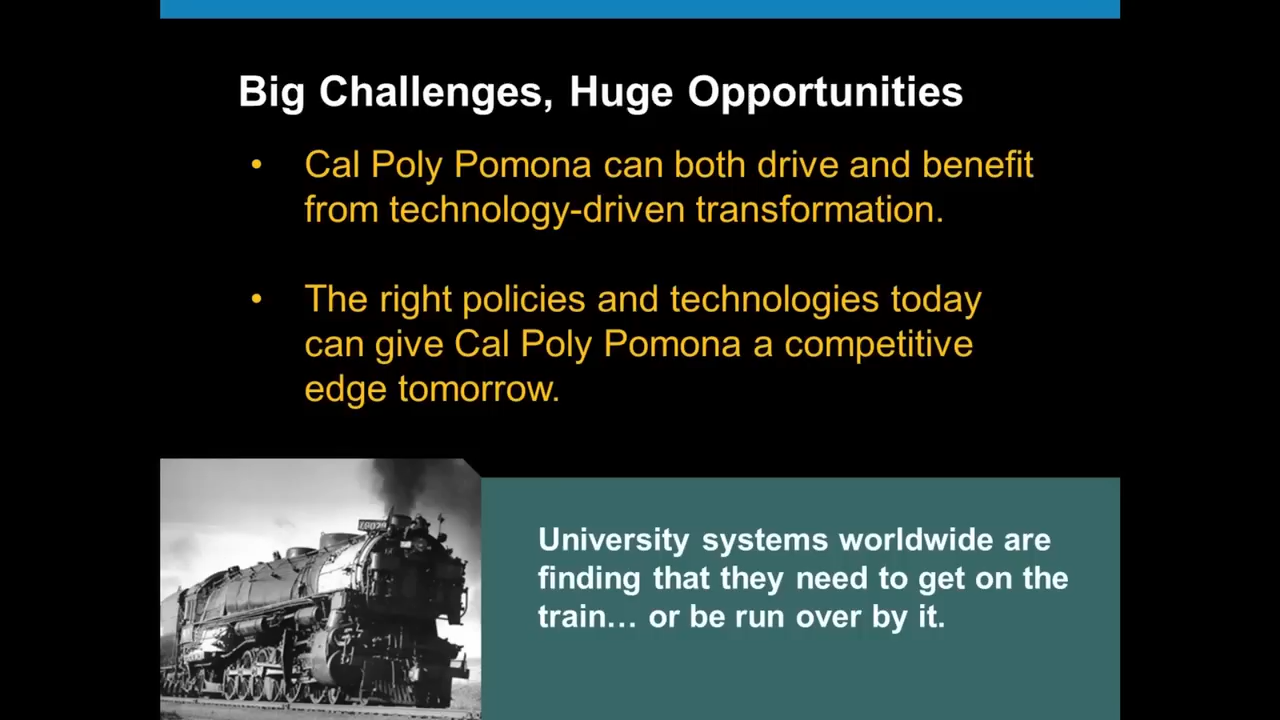 Big Challenges, Huge Opportunities
• Cal Poly Pomona can both drive and benefit
from technology-driven transformation.
• The right policies and technologies today
can give Cal Poly Pomona a competitive
edge tomorrow.
University systems worldwide are
finding that they need to get on the
train… or be run over by it.